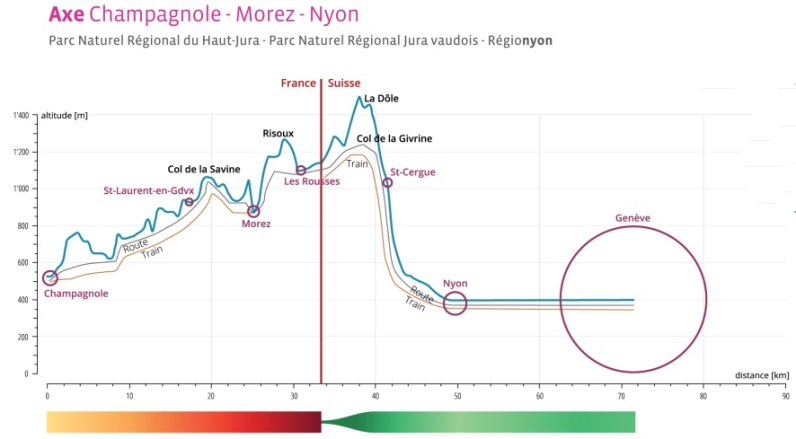 Axe Champagnole - Morez - Nyon
Parc Naturel Régional du Haut-Jura - Parc Naturel Régional Jura vaudois - Régionyon
France Suisse
altitude [m]
1'400
1'200
1'000
800
600
400
200
0
La Dôle
Risoux
Col de la Givrine
Train
Col de la Savine
Les Rousses
St-Cergue
St-Laurent-en-Gdvx
Morez
Genève
Route
Train
Champagnole
Nyon
Route
Train
distance [km]
0 10 20 30 40 50 60 70 80 90